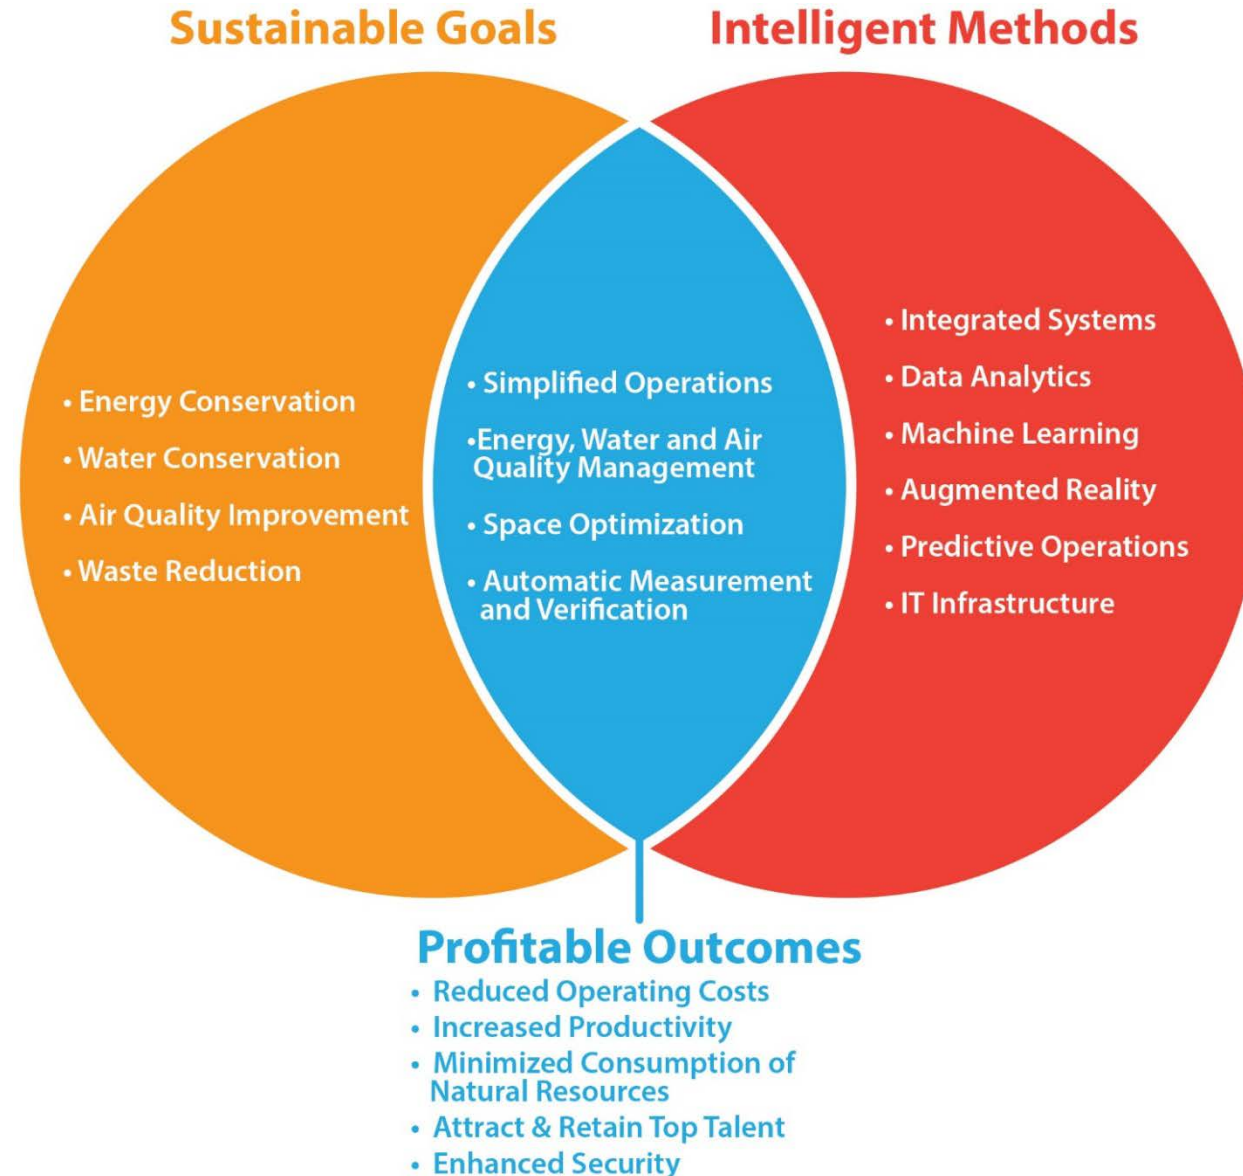 Sustainable Goals
Intelligent Methods
• Energy Conservation
• Water Conservation
• Air Quality Improvement
• Waste Reduction
• Simplified Operations
•Energy, Water and Air
Quality Management
• Space Optimization
• Automatic Measurement
and Verification
• Integrated Systems
• Data Analytics
• Machine Learning
• Augmented Reality
• Predictive Operations
• IT Infrastructure
Profitable Outcomes
• Reduced Operating Costs
• Increased Productivity
• Minimized Consumption of
Natural Resources
• Attract & Retain Top Talent
• Enhanced Security